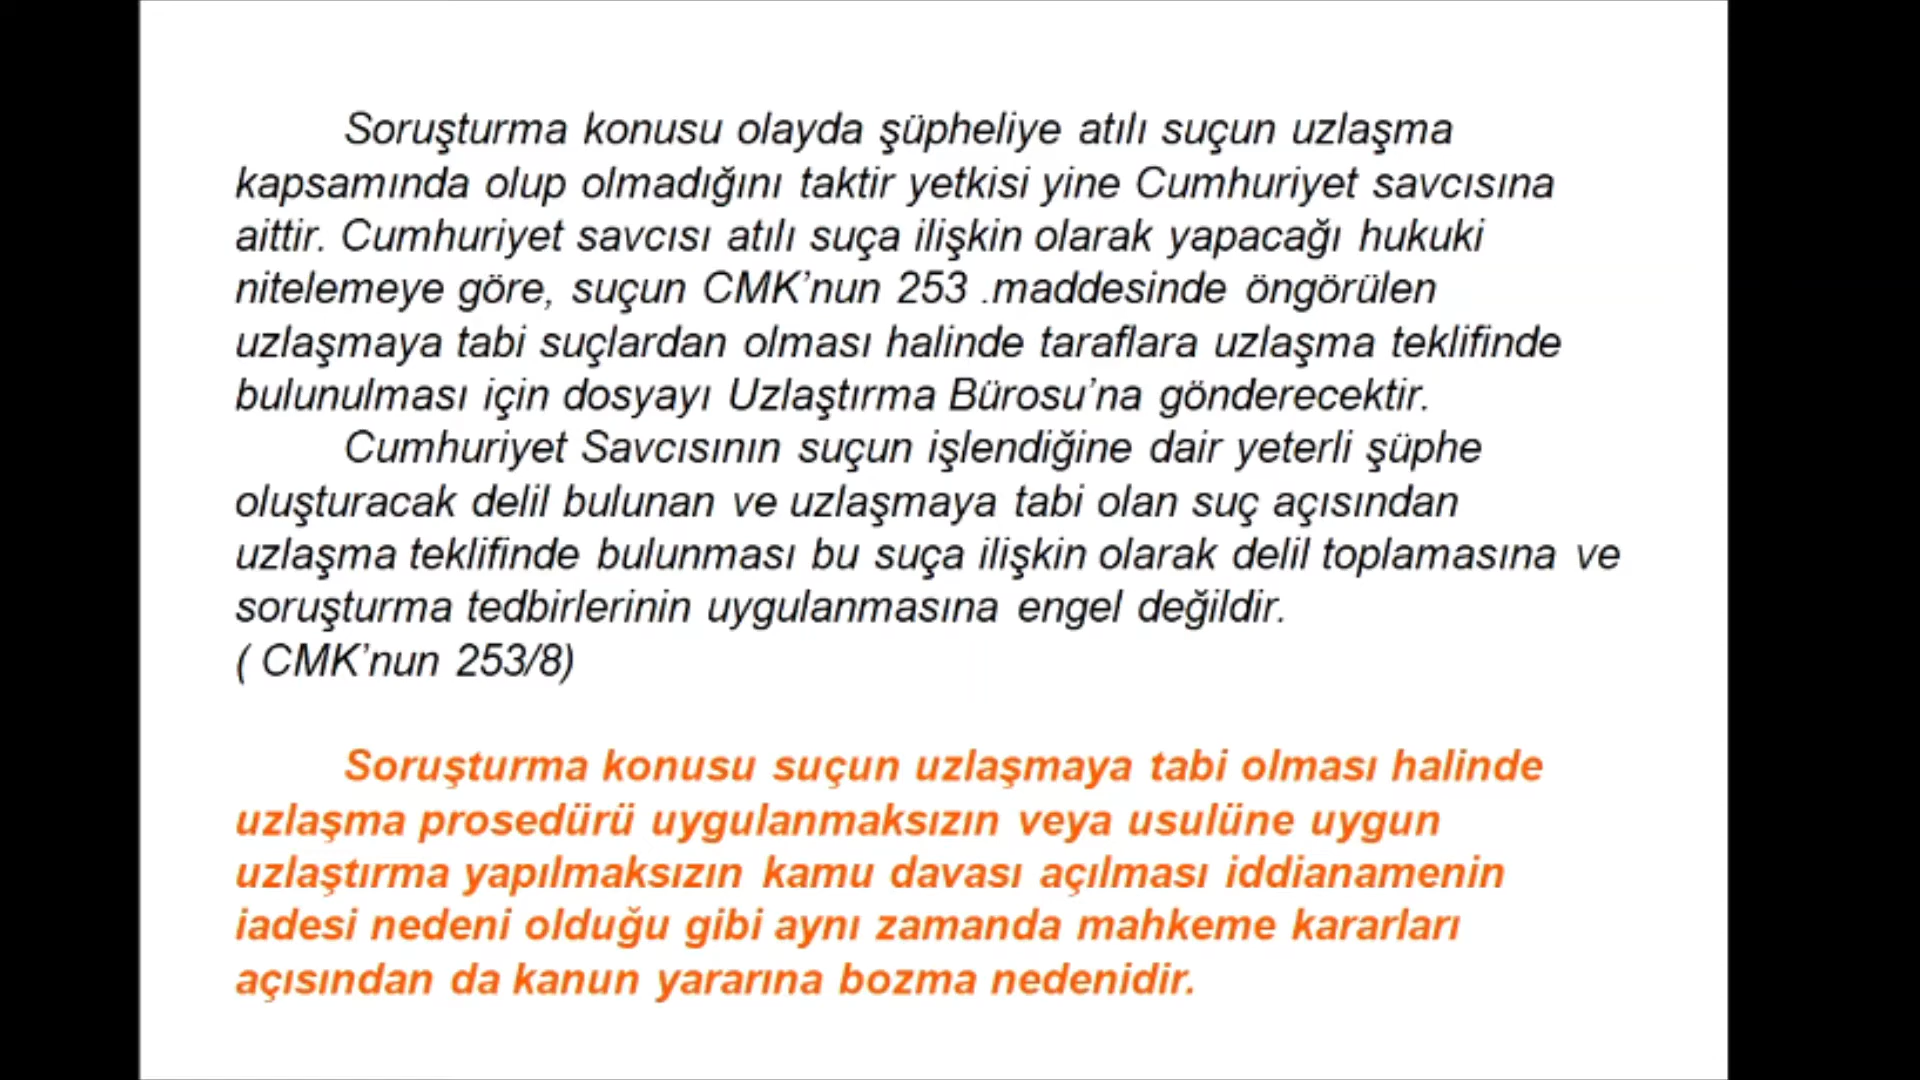 Soruşturma konusu olayda şüpheliye atılı suçun uzlaşma
kapsamında olup olmadığını taktir yetkisi yine Cumhuriyet savcısına
aittir. Cumhuriyet savcısı atılı suça ilişkin olarak yapacağı hukuki
nitelemeye göre, suçun CMK’nun 253 .maddesinde öngörülen
uzlaşmaya tabi suçlardan olması halinde taraflara uzlaşma teklifinde
bulunulması için dosyayı Uzlaştırma Bürosu’na gönderecektir.
Cumhuriyet Savcısının suçun işlendiğine dair yeterli şüphe
oluşturacak delil bulunan ve uzlaşmaya tabi olan suç açısından
uzlaşma teklifinde bulunması bu suça ilişkin olarak delil toplamasına ve
soruşturma tedbirlerinin uygulanmasına engel değildir.
( CMK’nun 253/8)
Soruşturma konusu suçun uzlaşmaya tabi olması halinde
uzlaşma prosedürü uygulanmaksızın veya usulüne uygun
uzlaştırma yapılmaksızın kamu davası açılması iddianamenin
iadesi nedeni olduğu gibi aynı zamanda mahkeme kararları
açısından da kanun yararına bozma nedenidir.